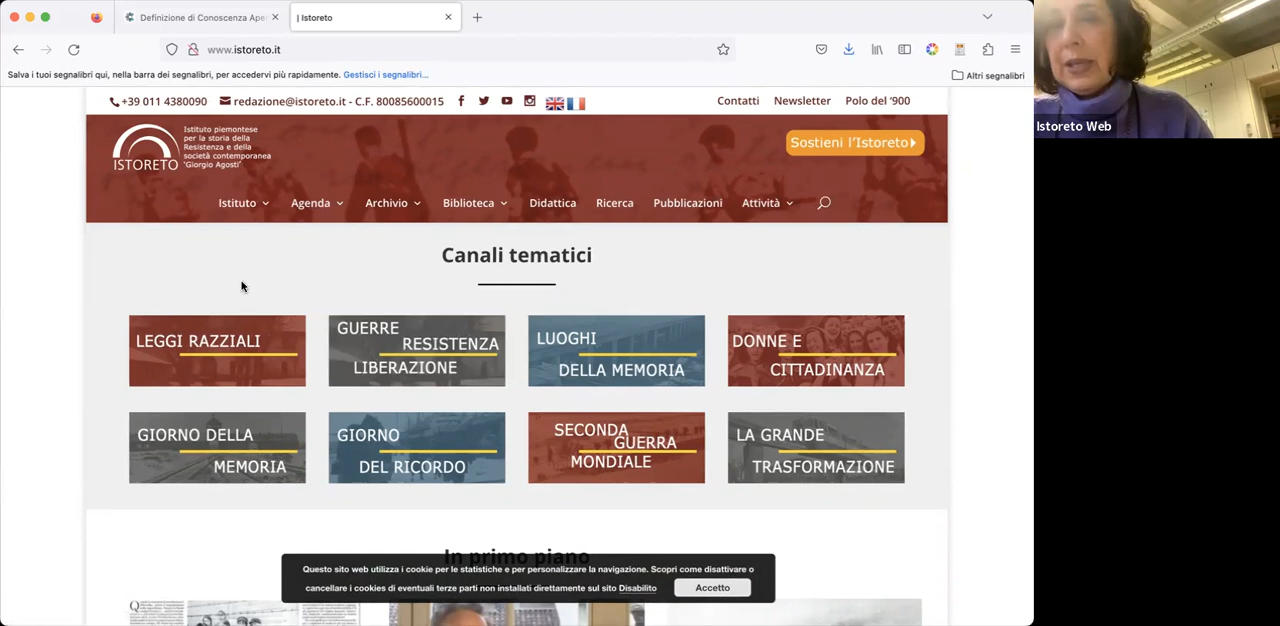 Definizione di Conoscenza Ape
| Istoreto
www.istoreto.it
Salva i tuoi segnalibri qui, nella barra dei segnalibri, per accedervi più rapidamente. Gestisci i segnalibri...
Altri segnalibri
+39 011 4380090
redazione@istoreto.it - C.F. 80085600015
Contatti
Newsletter
Polo del '900
ISTORETO
Istituto piemontese
per la storia della
Resistenza e della
società contemporanea
'Giorgio Agosti'
Sostieni l'Istoreto
Istituto
Agenda
Archivio
Biblioteca
Didattica
Ricerca
Pubblicazioni
Attività
Canali tematici
LEGGI RAZZIALI
GUERRE
RESISTENZA
LIBERAZIONE
LUOGHI
DELLA MEMORIA
DONNE E
CITTADINANZA
GIORNO DELLA
MEMORIA
GIORNO
DEL RICORDO
SECONDA
GUERRA
MONDIALE
LA GRANDE
TRASFORMAZIONE
In primo piano
Questo sito web utilizza i cookie per le statistiche e per personalizzare la navigazione. Scopri come disattivare o
cancellare i cookies di eventuali terze parti non installati direttamente sul sito Disabilito
Accetto
Istoreto Web